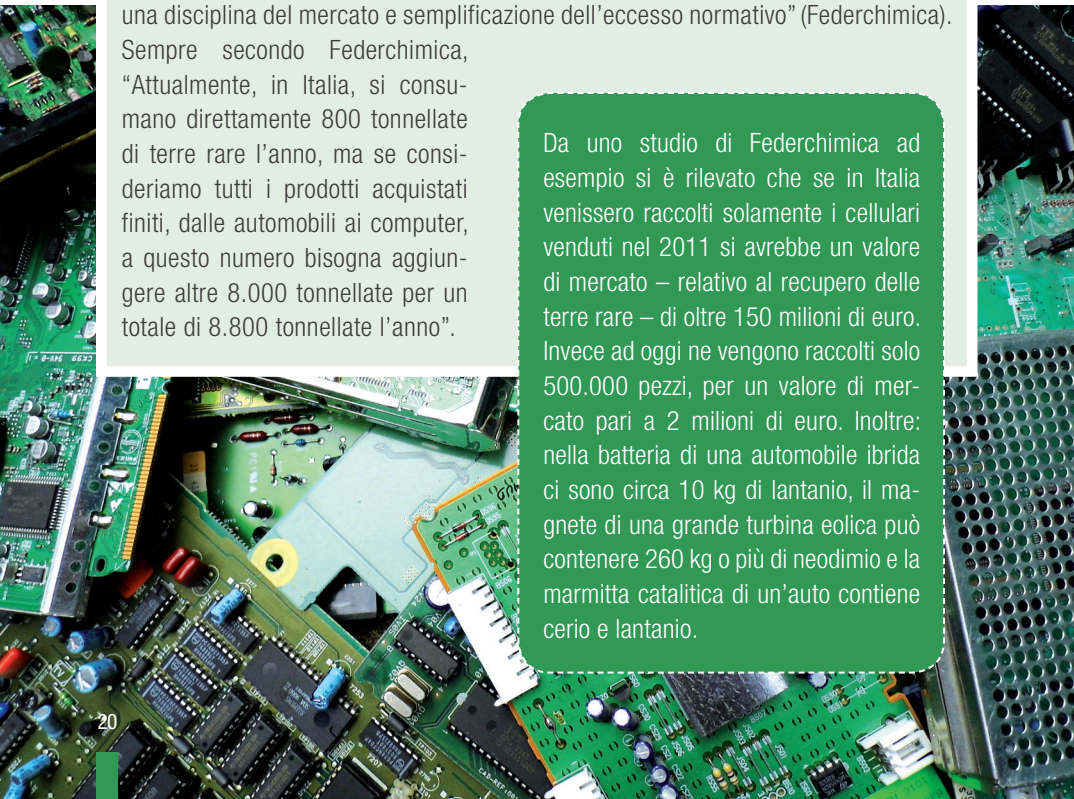 una disciplina del mercato e semplificazione dell’eccesso normativo” (Federchimica).
Sempre secondo Federchimica,
“Attualmente, in Italia, si consu-
mano direttamente 800 tonnellate
di terre rare l’anno, ma se consi-
deriamo tutti i prodotti acquistati
finiti, dalle automobili ai computer,
a questo numero bisogna aggiun-
gere altre 8.000 tonnellate per un
totale di 8.800 tonnellate l’anno”.
Da uno studio di Federchimica ad
esempio si è rilevato che se in Italia
venissero raccolti solamente i cellulari
venduti nel 2011 si avrebbe un valore
di mercato – relativo al recupero delle
terre rare – di oltre 150 milioni di euro.
Invece ad oggi ne vengono raccolti solo
500.000 pezzi, per un valore di mer-
cato pari a 2 milioni di euro. Inoltre:
nella batteria di una automobile ibrida
ci sono circa 10 kg di lantanio, il ma-
gnete di una grande turbina eolica può
contenere 260 kg o più di neodimio e la
marmitta catalitica di un’auto contiene
cerio e lantanio.
20